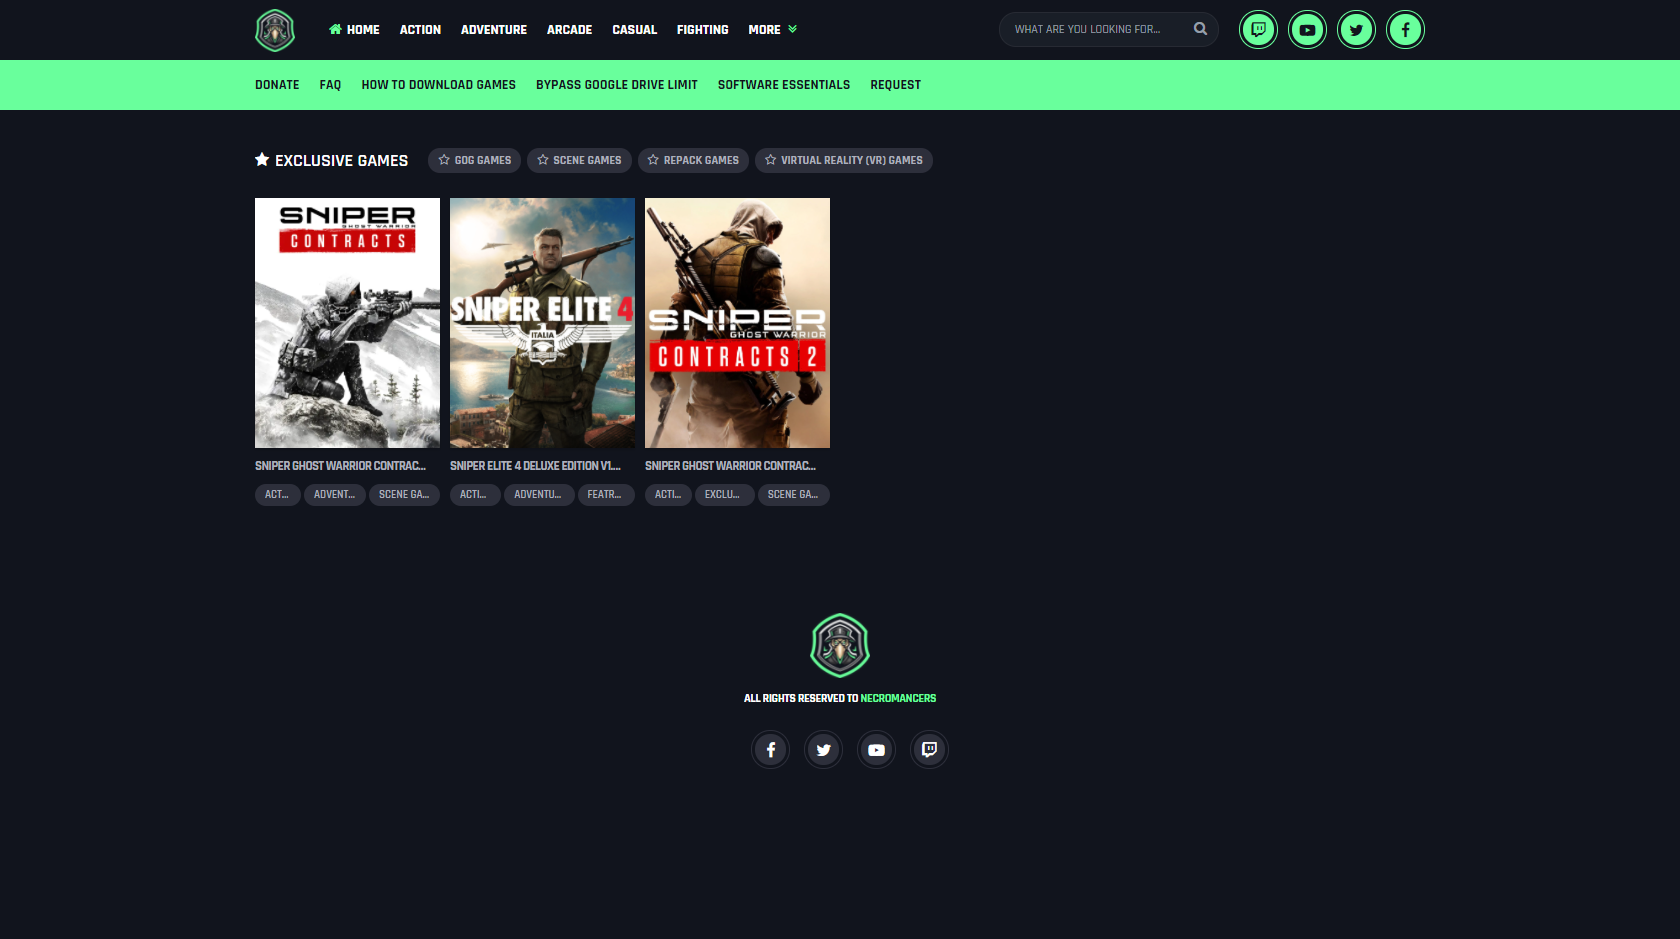 HOME ACTION ADVENTURE ARCADE CASUAL FIGHTING MORE WHAT ARE YOU LOOKING FOR...
DONATE FAQ HOW TO DOWNLOAD GAMES BYPASS GOOGLE DRIVE LIMIT SOFTWARE ESSENTIALS REQUEST
EXCLUSIVE GAMES GOG GAMES SCENE GAMES REPACK GAMES VIRTUAL REALITY (VR) GAMES
SNIPER
GHOST WARRIOR
CONTRACTS
SNIPER ELITE 4
ITALIA
SNIPER
GHOST WARRIOR
CONTRACTS 2
SNIPER GHOST WARRIOR CONTRAC... SNIPER ELITE 4 DELUXE EDITION V1.... SNIPER GHOST WARRIOR CONTRAC...
ACT... ADVENT... SCENE GA... ACTI... ADVENTU... FEATR... ACTI... EXCLU... SCENE GA...
ALL RIGHTS RESERVED TO NECROMANCERS